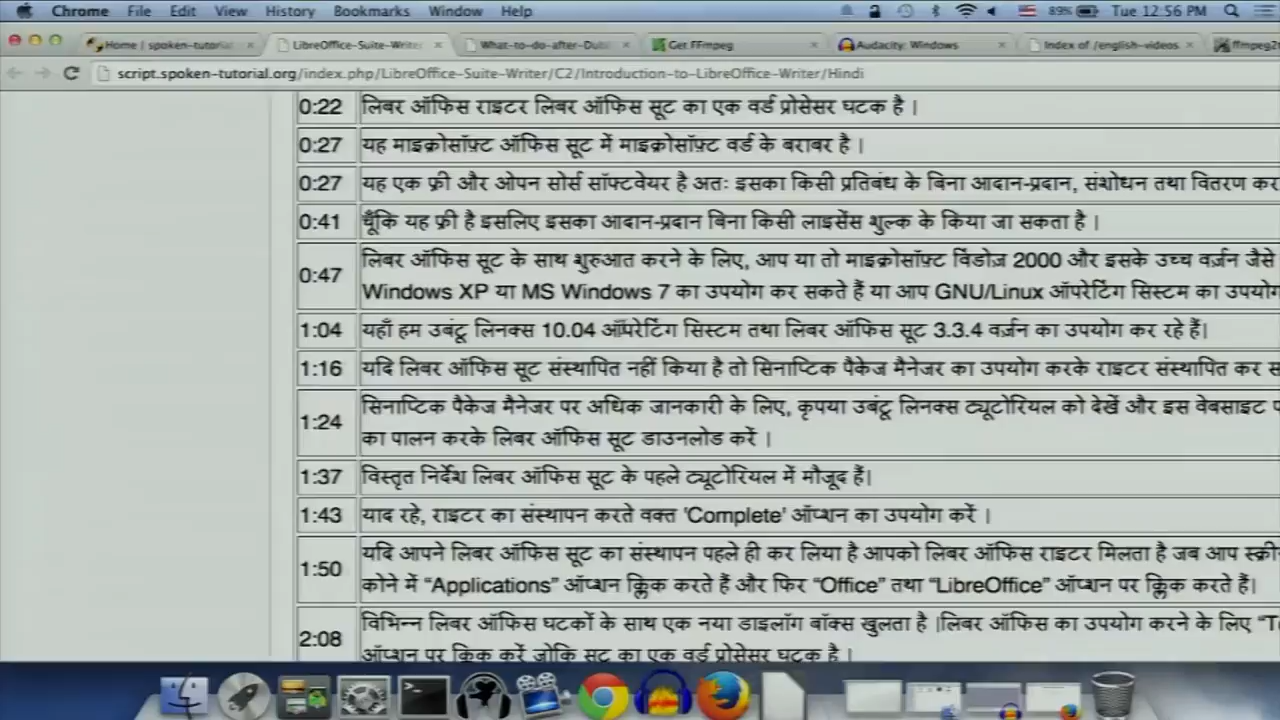 Chrome File Edit View History Bookmarks Window Help 89% Tue 12:56 PM
Home | spoken-tutorial LibreOffice-Suite-Writer What-to-do-after-Dub Get FFmpeg Audacity: Windows Index of /english-videos ffmpeg2
script.spoken-tutorial.org/index.php/LibreOffice-Suite-Writer/C2/Introduction-to-LibreOffice-Writer/Hindi
0:22 लिबर ऑफिस राइटर लिबर ऑफिस सूट का एक वर्ड प्रोसेसर घटक है ।
0:27 यह माइक्रोसॉफ़्ट ऑफिस सूट में माइक्रोसॉफ़्ट वर्ड के बराबर है ।
0:27 यह एक फ्री और ओपन सोर्स सॉफ्टवेयर है अतः इसका किसी प्रतिबंध के बिना आदान-प्रदान, संशोधन तथा वितरण कर
0:41 चूँकि यह फ्री है इसलिए इसका आदान-प्रदान बिना किसी लाइसेंस शुल्क के किया जा सकता है ।
0:47 लिबर ऑफिस सूट के साथ शुरुआत करने के लिए, आप या तो माइक्रोसॉफ़्ट विंडोज़ 2000 और इसके उच्च वर्ज़न जैसे
Windows XP या MS Windows 7 का उपयोग कर सकते हैं या आप GNU/Linux ऑपरेटिंग सिस्टम का उपयोग
1:04 यहाँ हम उबंटू लिनक्स 10.04 ऑपरेटिंग सिस्टम तथा लिबर ऑफिस सूट 3.3.4 वर्ज़न का उपयोग कर रहे हैं|
1:16 यदि लिबर ऑफिस सूट संस्थापित नहीं किया है तो सिनाप्टिक पैकेज मैनेजर का उपयोग करके राइटर संस्थापित कर स
1:24 सिनाप्टिक पैकेज मैनेजर पर अधिक जानकारी के लिए, कृपया उबंटू लिनक्स ट्यूटोरियल को देखें और इस वेबसाइट प
का पालन करके लिबर ऑफिस सूट डाउनलोड करें ।
1:37 विस्तृत निर्देश लिबर ऑफिस सूट के पहले ट्यूटोरियल में मौजूद हैं|
1:43 याद रहे, राइटर का संस्थापन करते वक्त 'Complete' ऑप्शन का उपयोग करें ।
1:50 यदि आपने लिबर ऑफिस सूट का संस्थापन पहले ही कर लिया है आपको लिबर ऑफिस राइटर मिलता है जब आप स्क्री
कोने में “Applications” ऑप्शन क्लिक करते हैं और फिर “Office” तथा “LibreOffice” ऑप्शन पर क्लिक करते हैं|
2:08 विभिन्न लिबर ऑफिस घटकों के साथ एक नया डाइलॉग बॉक्स खुलता है ।लिबर ऑफिस का उपयोग करने के लिए “T
ऑप्शन पर क्लिक करें जोकि सूट का एक वर्ड प्रोसेसर घटक है ।